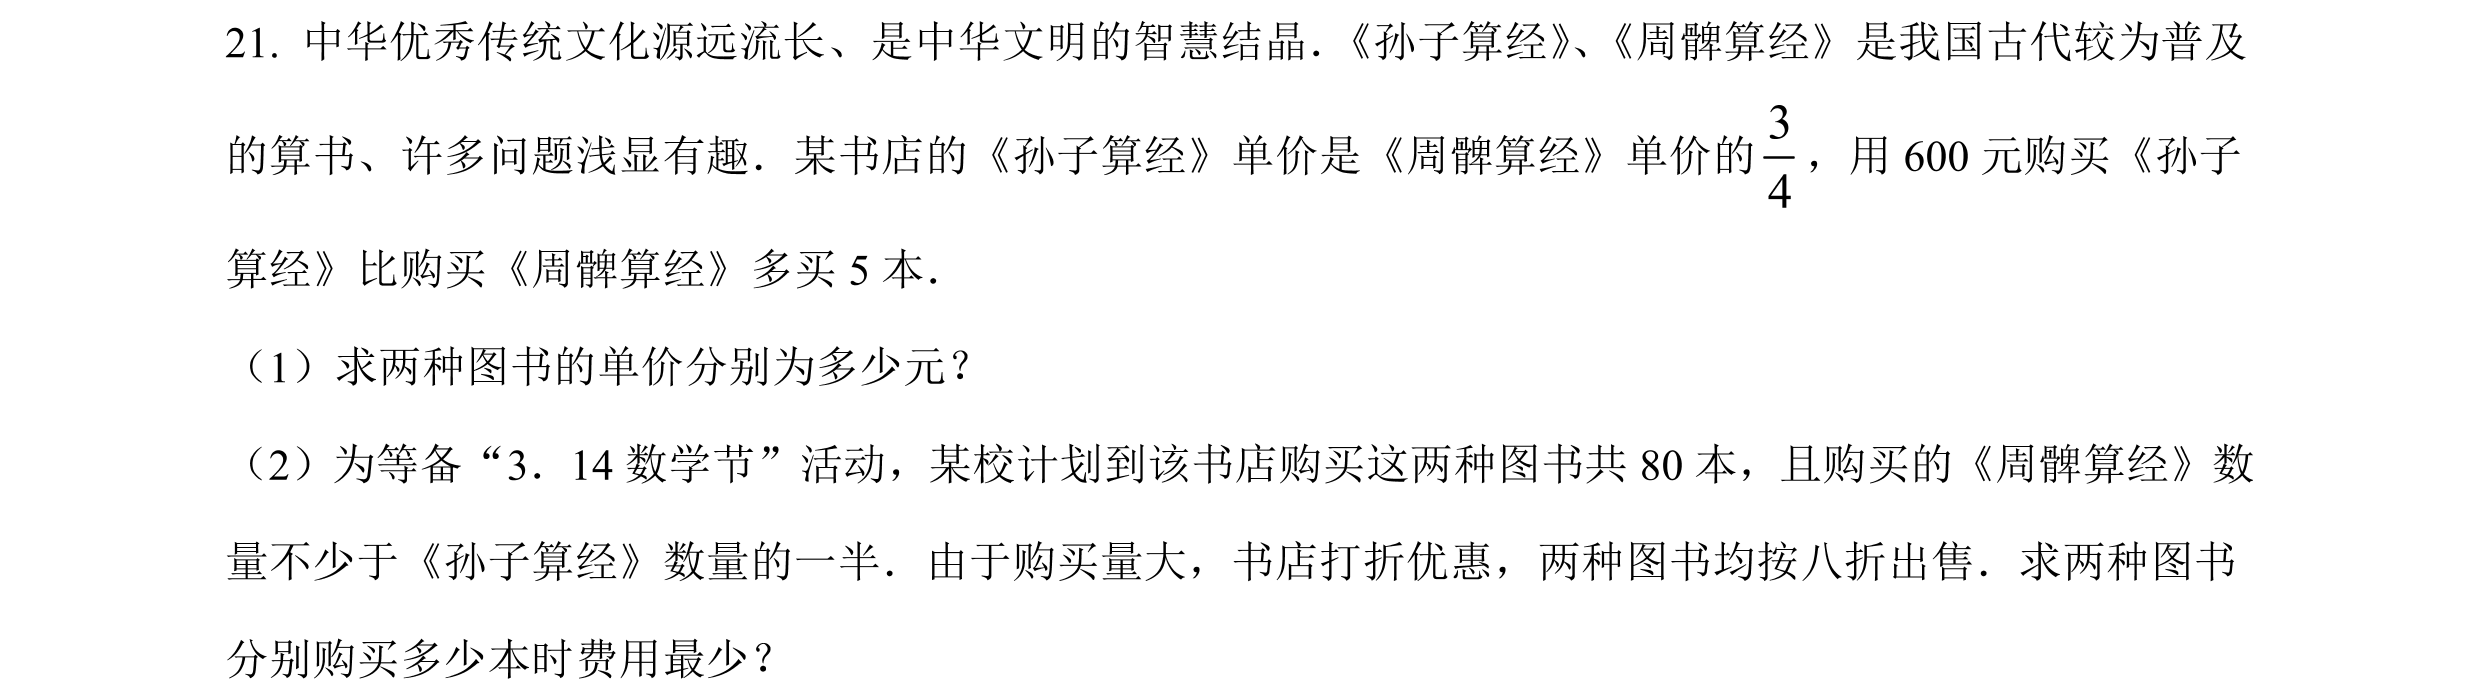 21. 中华优秀传统文化源远流长、是中华文明的智慧结晶．《孙子算经》、《周髀算经》是我国古代较为普及
的算书、许多问题浅显有趣．某书店的《孙子算经》单价是《周髀算经》单价的3/4，用 600 元购买《孙子
算经》比购买《周髀算经》多买 5 本．
（1）求两种图书的单价分别为多少元？
（2）为等备“3．14 数学节”活动，某校计划到该书店购买这两种图书共 80 本，且购买的《周髀算经》数
量不少于《孙子算经》数量的一半．由于购买量大，书店打折优惠，两种图书均按八折出售．求两种图书
分别购买多少本时费用最少？